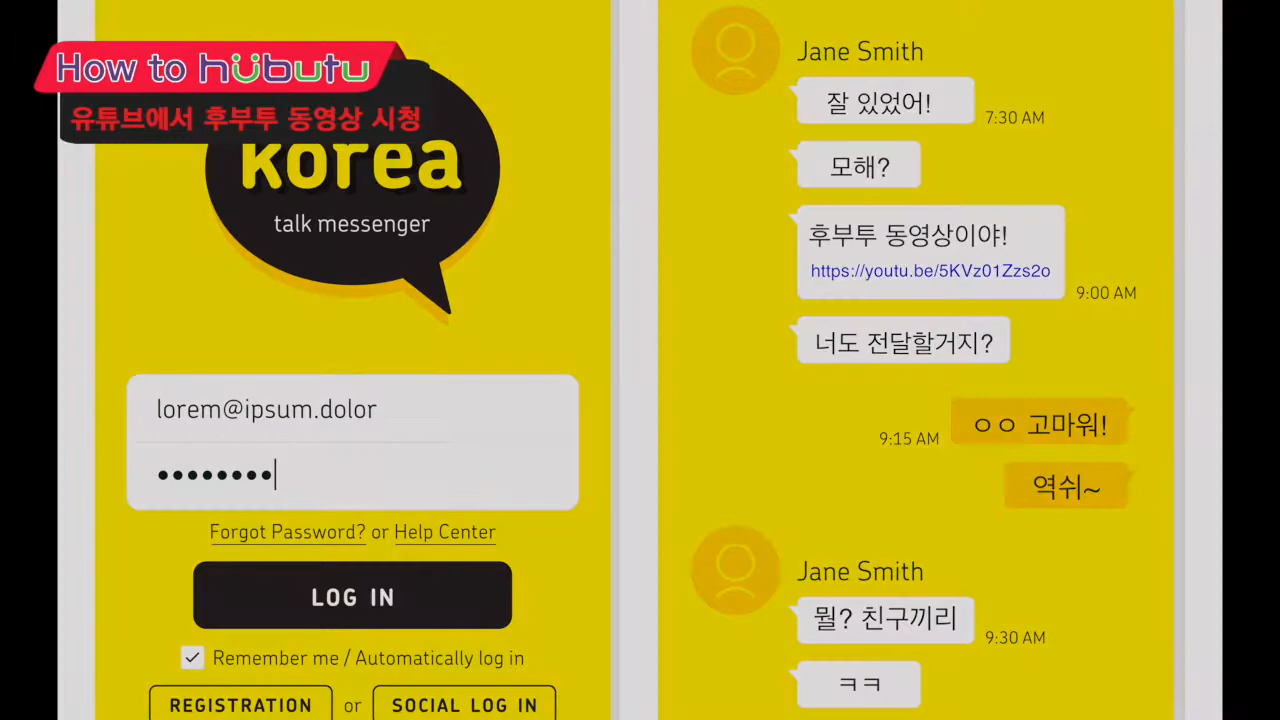 How to hübutu
유튜브에서 후부투 동영상 시청
korea
talk messenger
lorem@ipsum.dolor
••••••••
Forgot Password? or Help Center
LOG IN
Remember me / Automatically log in
REGISTRATION or SOCIAL LOG IN
Jane Smith
잘 있었어!
7:30 AM
모해?
후부투 동영상이야!
https://youtu.be/5KVz01Zzs2o
9:00 AM
너도 전달할거지?
ㅇㅇ 고마워!
9:15 AM
역쉬~
Jane Smith
뭘? 친구끼리
9:30 AM
ㅋㅋ